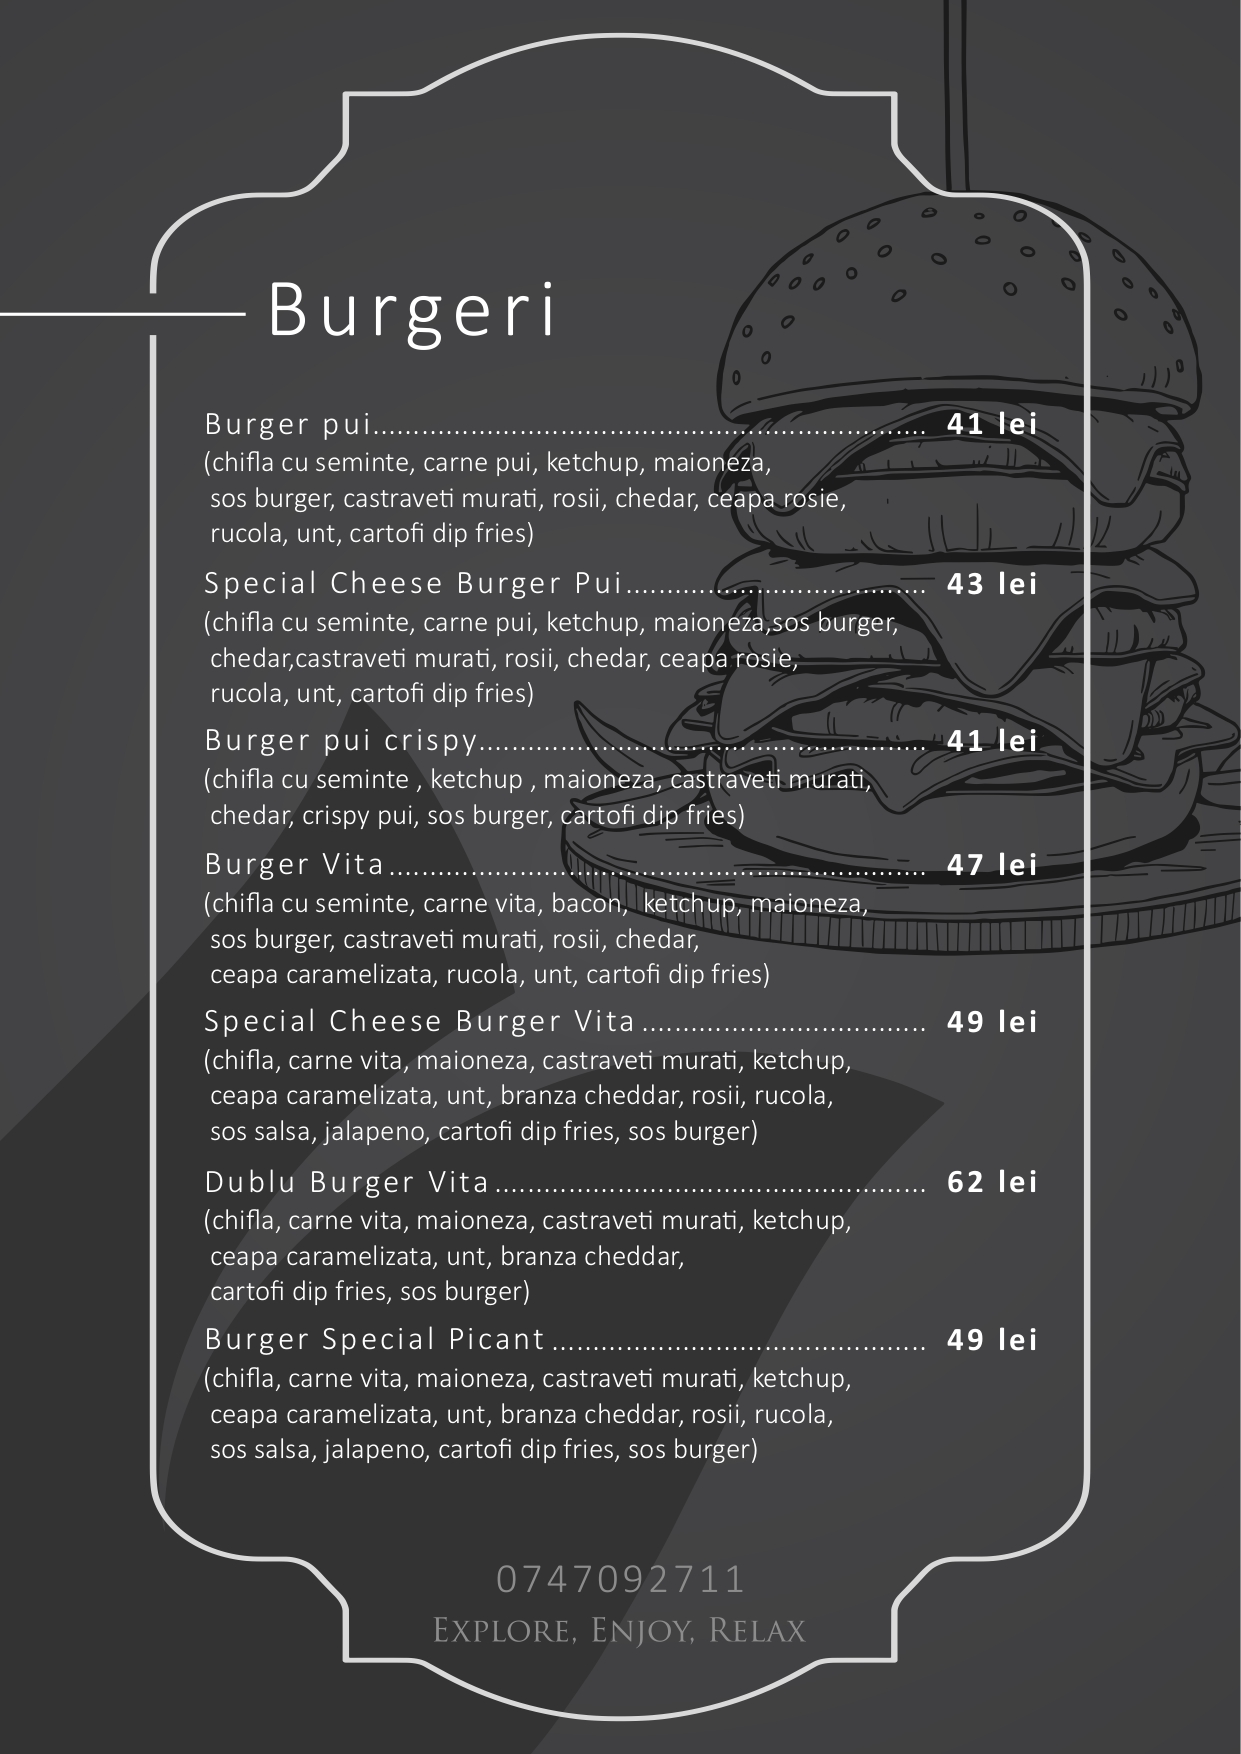 Burgeri
Burger pui...................................................................... 41 lei
(chifla cu seminte, carne pui, ketchup, maioneza,
sos burger, castraveti murati, rosii, chedar, ceapa rosie,
rucola, unt, cartofi dip fries)
Special Cheese Burger Pui..................................... 43 lei
(chifla cu seminte, carne pui, ketchup, maioneza,sos burger,
chedar,castraveti murati, rosii, chedar, ceapa rosie,
rucola, unt, cartofi dip fries)
Burger pui crispy........................................................ 41 lei
(chifla cu seminte , ketchup , maioneza, castraveti murati,
chedar, crispy pui, sos burger, cartofi dip fries)
Burger Vita................................................................... 47 lei
(chifla cu seminte, carne vita, bacon, ketchup, maioneza,
sos burger, castraveti murati, rosii, chedar,
ceapa caramelizata, rucola, unt, cartofi dip fries)
Special Cheese Burger Vita................................... 49 lei
(chifla, carne vita, maioneza, castraveti murati, ketchup,
ceapa caramelizata, unt, branza cheddar, rosii, rucola,
sos salsa, jalapeno, cartofi dip fries, sos burger)
Dublu Burger Vita..................................................... 62 lei
(chifla, carne vita, maioneza, castraveti murati, ketchup,
ceapa caramelizata, unt, branza cheddar,
cartofi dip fries, sos burger)
Burger Special Picant.............................................. 49 lei
(chifla, carne vita, maioneza, castraveti murati, ketchup,
ceapa caramelizata, unt, branza cheddar, rosii, rucola,
sos salsa, jalapeno, cartofi dip fries, sos burger)
0747092711
Explore, Enjoy, Relax